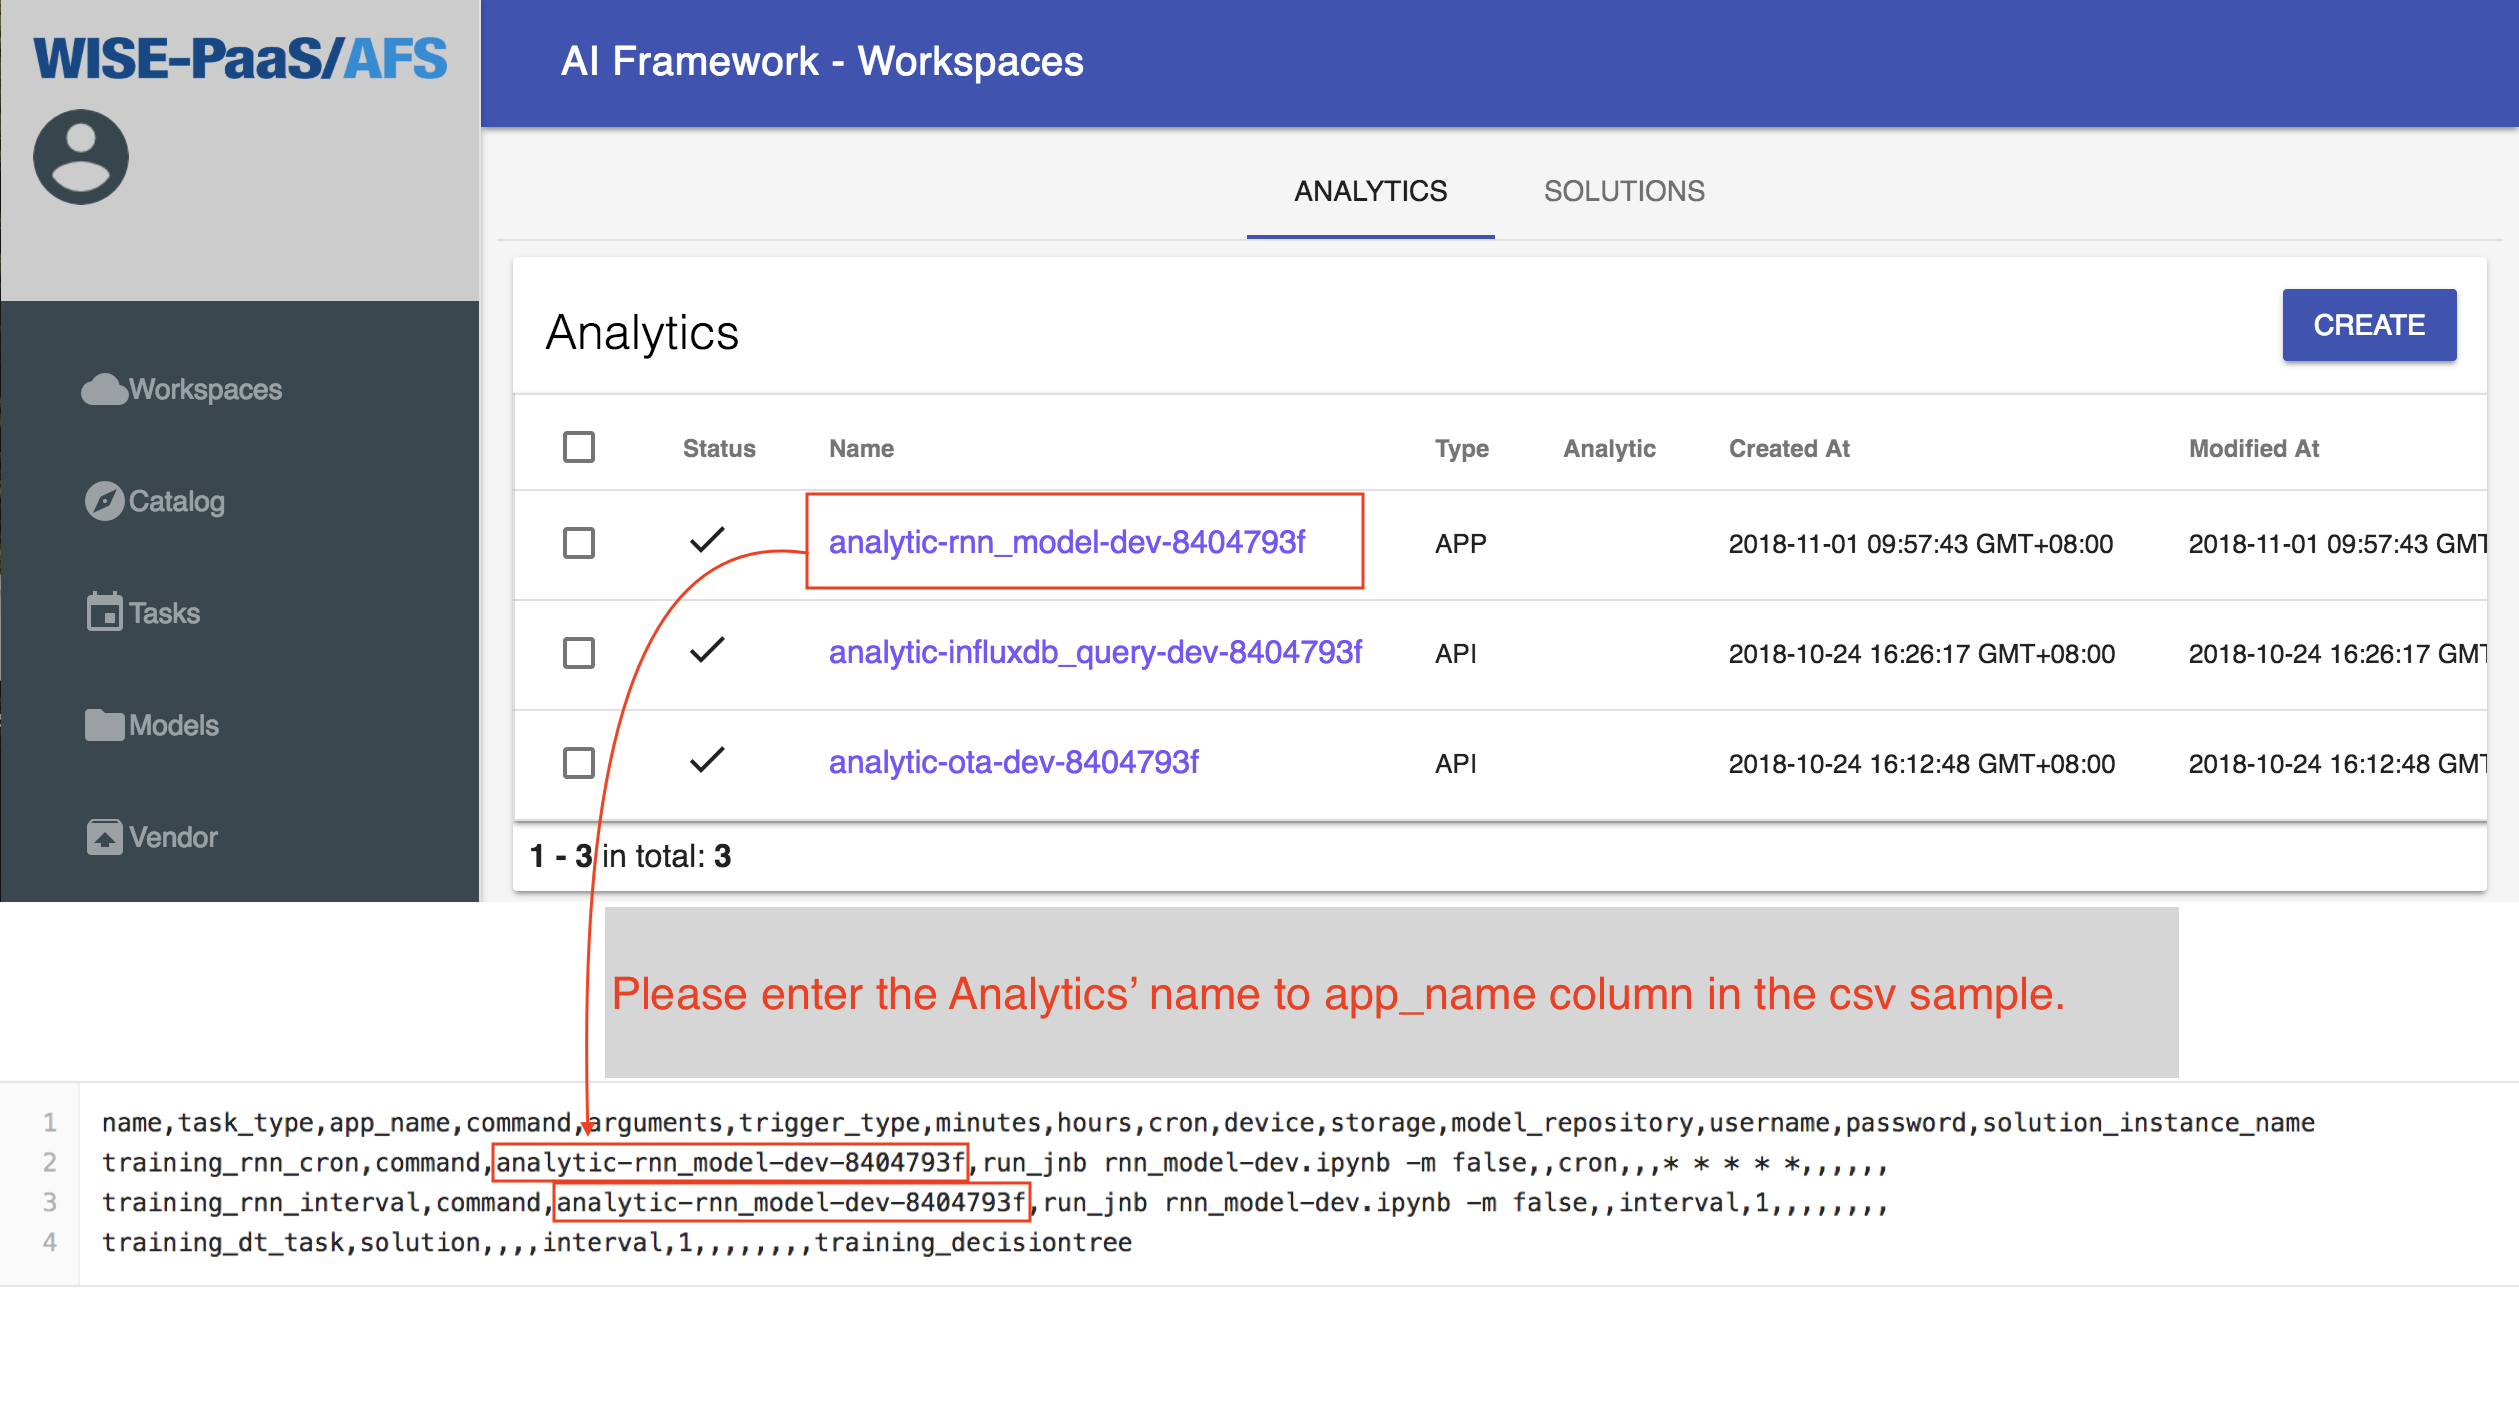 WISE-PaaS/AFS
AI Framework - Workspaces
ANALYTICS SOLUTIONS
Analytics
CREATE
Workspaces
Catalog
Tasks
Models
Vendor
Status Name Type Analytic Created At Modified At
analytic-rnn_model-dev-8404793f APP 2018-11-01 09:57:43 GMT+08:00 2018-11-01 09:57:43 GMT
analytic-influxdb_query-dev-8404793f API 2018-10-24 16:26:17 GMT+08:00 2018-10-24 16:26:17 GMT
analytic-ota-dev-8404793f API 2018-10-24 16:12:48 GMT+08:00 2018-10-24 16:12:48 GMT
1 - 3 in total: 3
Please enter the Analytics’ name to app_name column in the csv sample.
1 name,task_type,app_name,command,arguments,trigger_type,minutes,hours,cron,device,storage,model_repository,username,password,solution_instance_name
2 training_rnn_cron,command,analytic-rnn_model-dev-8404793f,run_jnb rnn_model-dev.ipynb -m false,,cron,,,* * * * *,,,,,,
3 training_rnn_interval,command,analytic-rnn_model-dev-8404793f,run_jnb rnn_model-dev.ipynb -m false,,interval,1,,,,,,,,
4 training_dt_task,solution,,,,interval,1,,,,,,,,training_decisiontree